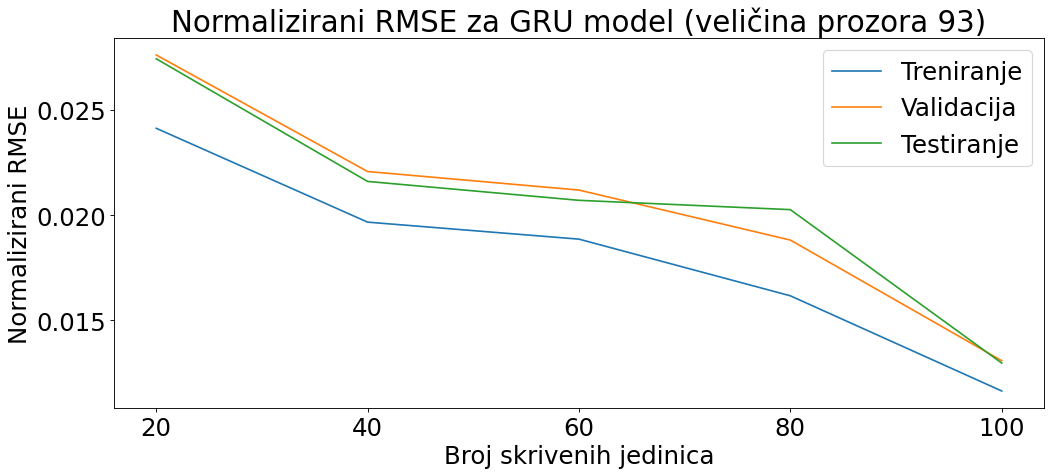 Normalizirani RMSE za GRU model (veličina prozora 93)
Treniranje
Validacija
Testiranje
Normalizirani RMSE
0.025
0.020
0.015
20 40 60 80 100
Broj skrivenih jedinica